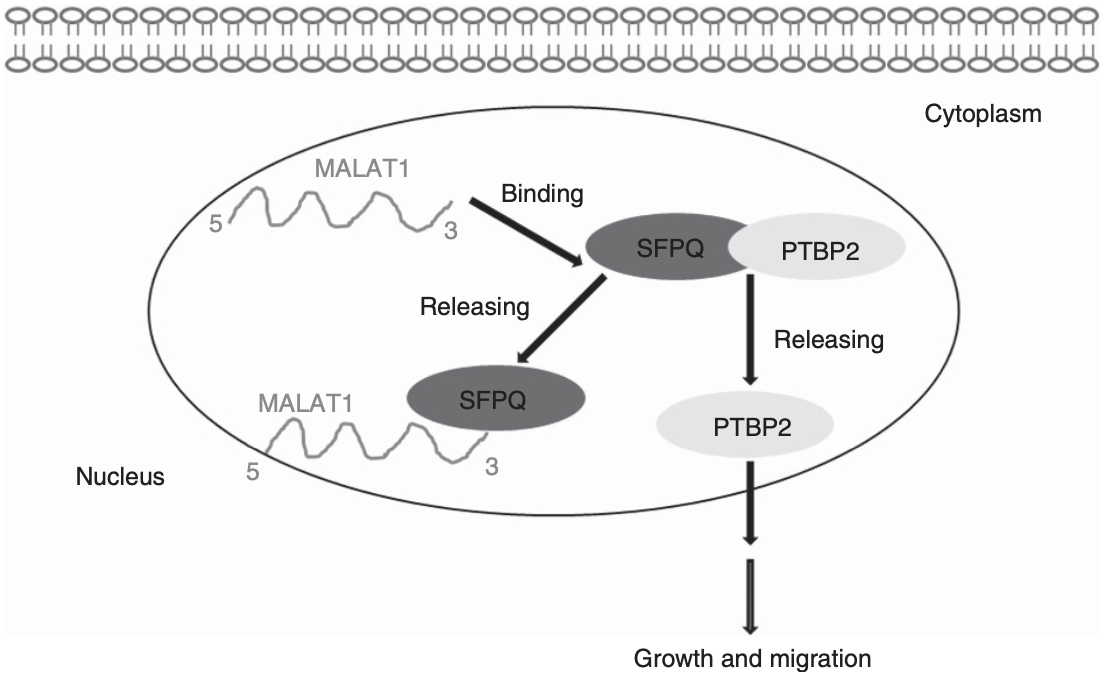 Cytoplasm
MALAT1
5
3
Binding
SFPQ
PTBP2
Releasing
Releasing
MALAT1
SFPQ
5
3
PTBP2
Nucleus
Growth and migration